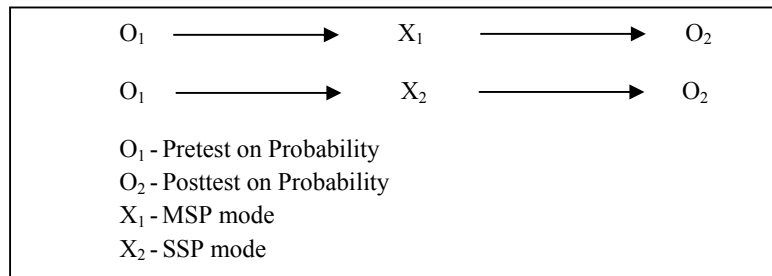 O₁ X₁ O₂
O₁ X₂ O₂
O₁ - Pretest on Probability
O₂ - Posttest on Probability
X₁ - MSP mode
X₂ - SSP mode